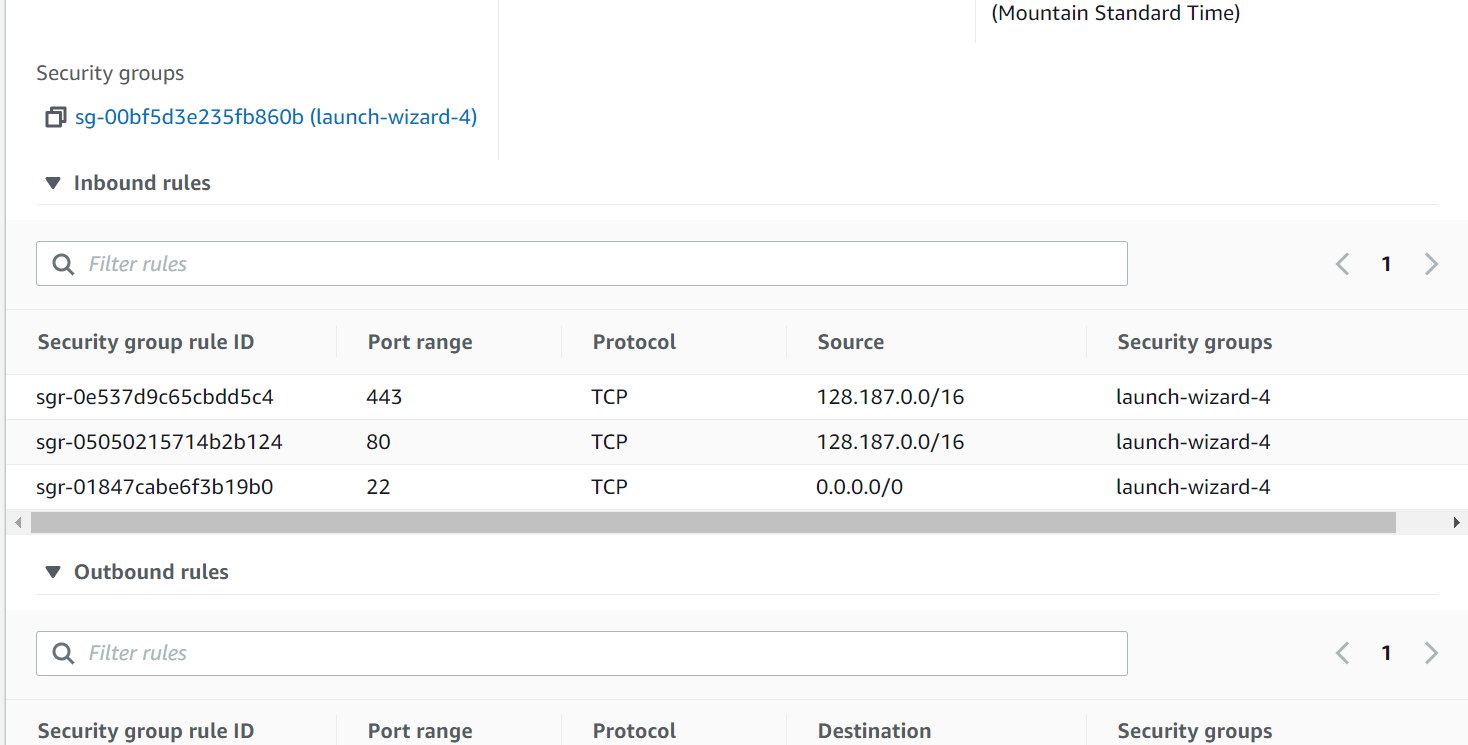 (Mountain Standard Time)
Security groups
sg-00bf5d3e235fb860b (launch-wizard-4)
Inbound rules
Filter rules
1
Security group rule ID Port range Protocol Source Security groups
sgr-0e537d9c65cbdd5c4 443 TCP 128.187.0.0/16 launch-wizard-4
sgr-05050215714b2b124 80 TCP 128.187.0.0/16 launch-wizard-4
sgr-01847cabe6f3b19b0 22 TCP 0.0.0.0/0 launch-wizard-4
Outbound rules
Filter rules
1
Security group rule ID Port range Protocol Destination Security groups